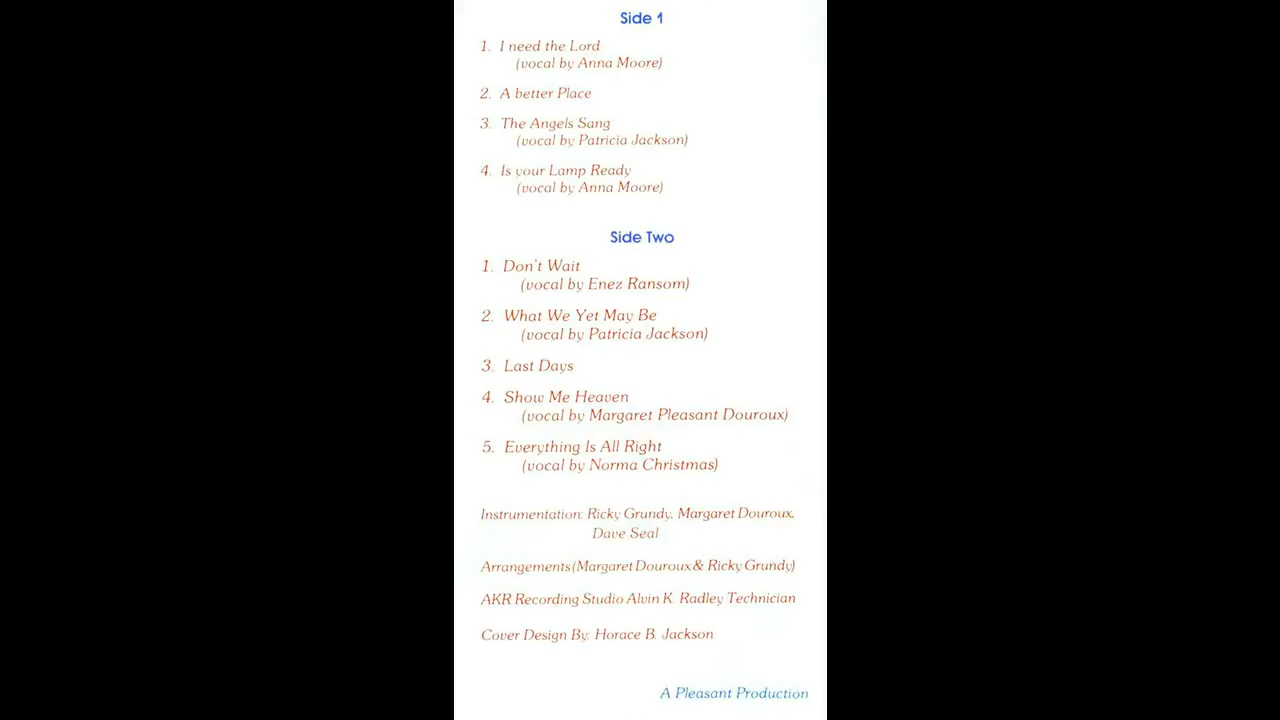 Side 1
1. I need the Lord
(vocal by Anna Moore)
2. A better Place
3. The Angels Sang
(vocal by Patricia Jackson)
4. Is your Lamp Ready
(vocal by Anna Moore)
Side Two
1. Don't Wait
(vocal by Enez Ransom)
2. What We Yet May Be
(vocal by Patricia Jackson)
3. Last Days
4. Show Me Heaven
(vocal by Margaret Pleasant Douroux)
5. Everything Is All Right
(vocal by Norma Christmas)
Instrumentation: Ricky Grundy, Margaret Douroux,
Dave Seal
Arrangements (Margaret Douroux & Ricky Grundy)
AKR Recording Studio Alvin K. Radley Technician
Cover Design By: Horace B. Jackson
A Pleasant Production